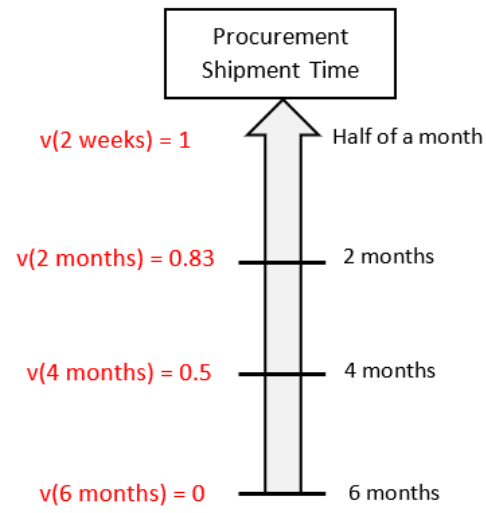 Procurement
Shipment Time
v(2 weeks) = 1
Half of a month
v(2 months) = 0.83
2 months
v(4 months) = 0.5
4 months
v(6 months) = 0
6 months